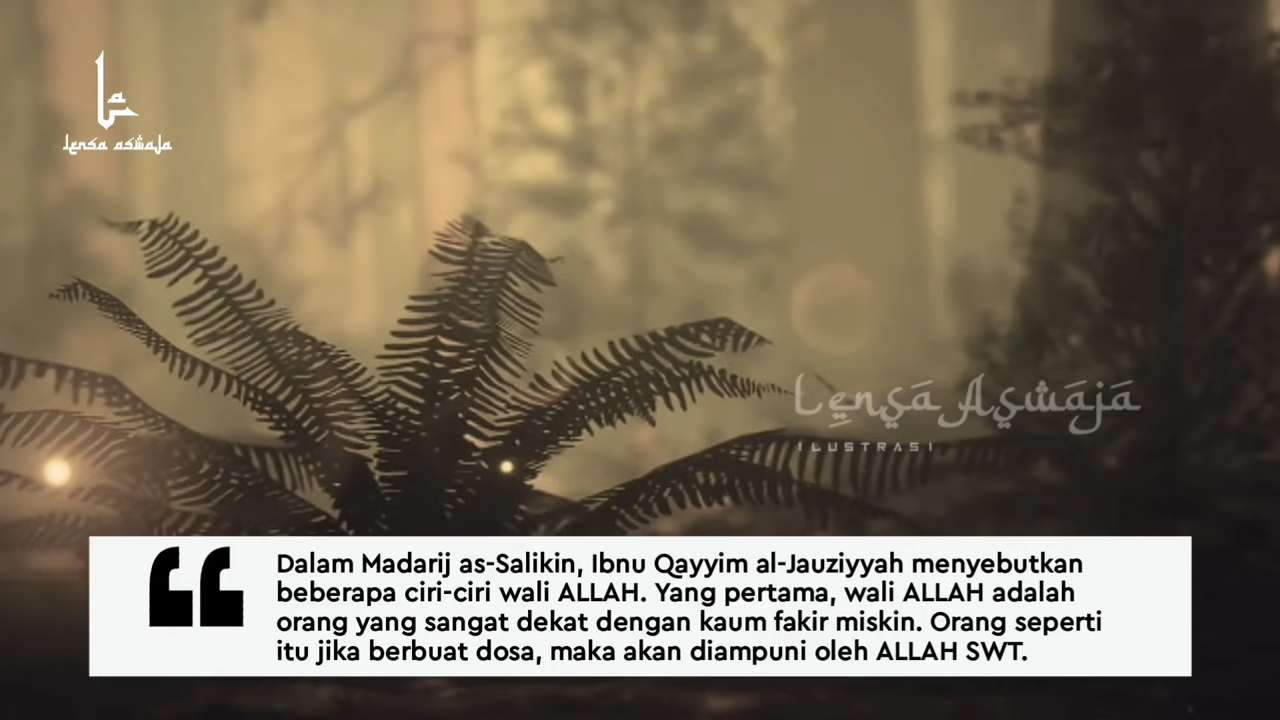 Lensa aswaja
Lensa Aswaja
ILUSTRASI
Dalam Madarij as-Salikin, Ibnu Qayyim al-Jauziyyah menyebutkan
beberapa ciri-ciri wali ALLAH. Yang pertama, wali ALLAH adalah
orang yang sangat dekat dengan kaum fakir miskin. Orang seperti
itu jika berbuat dosa, maka akan diampuni oleh ALLAH SWT.